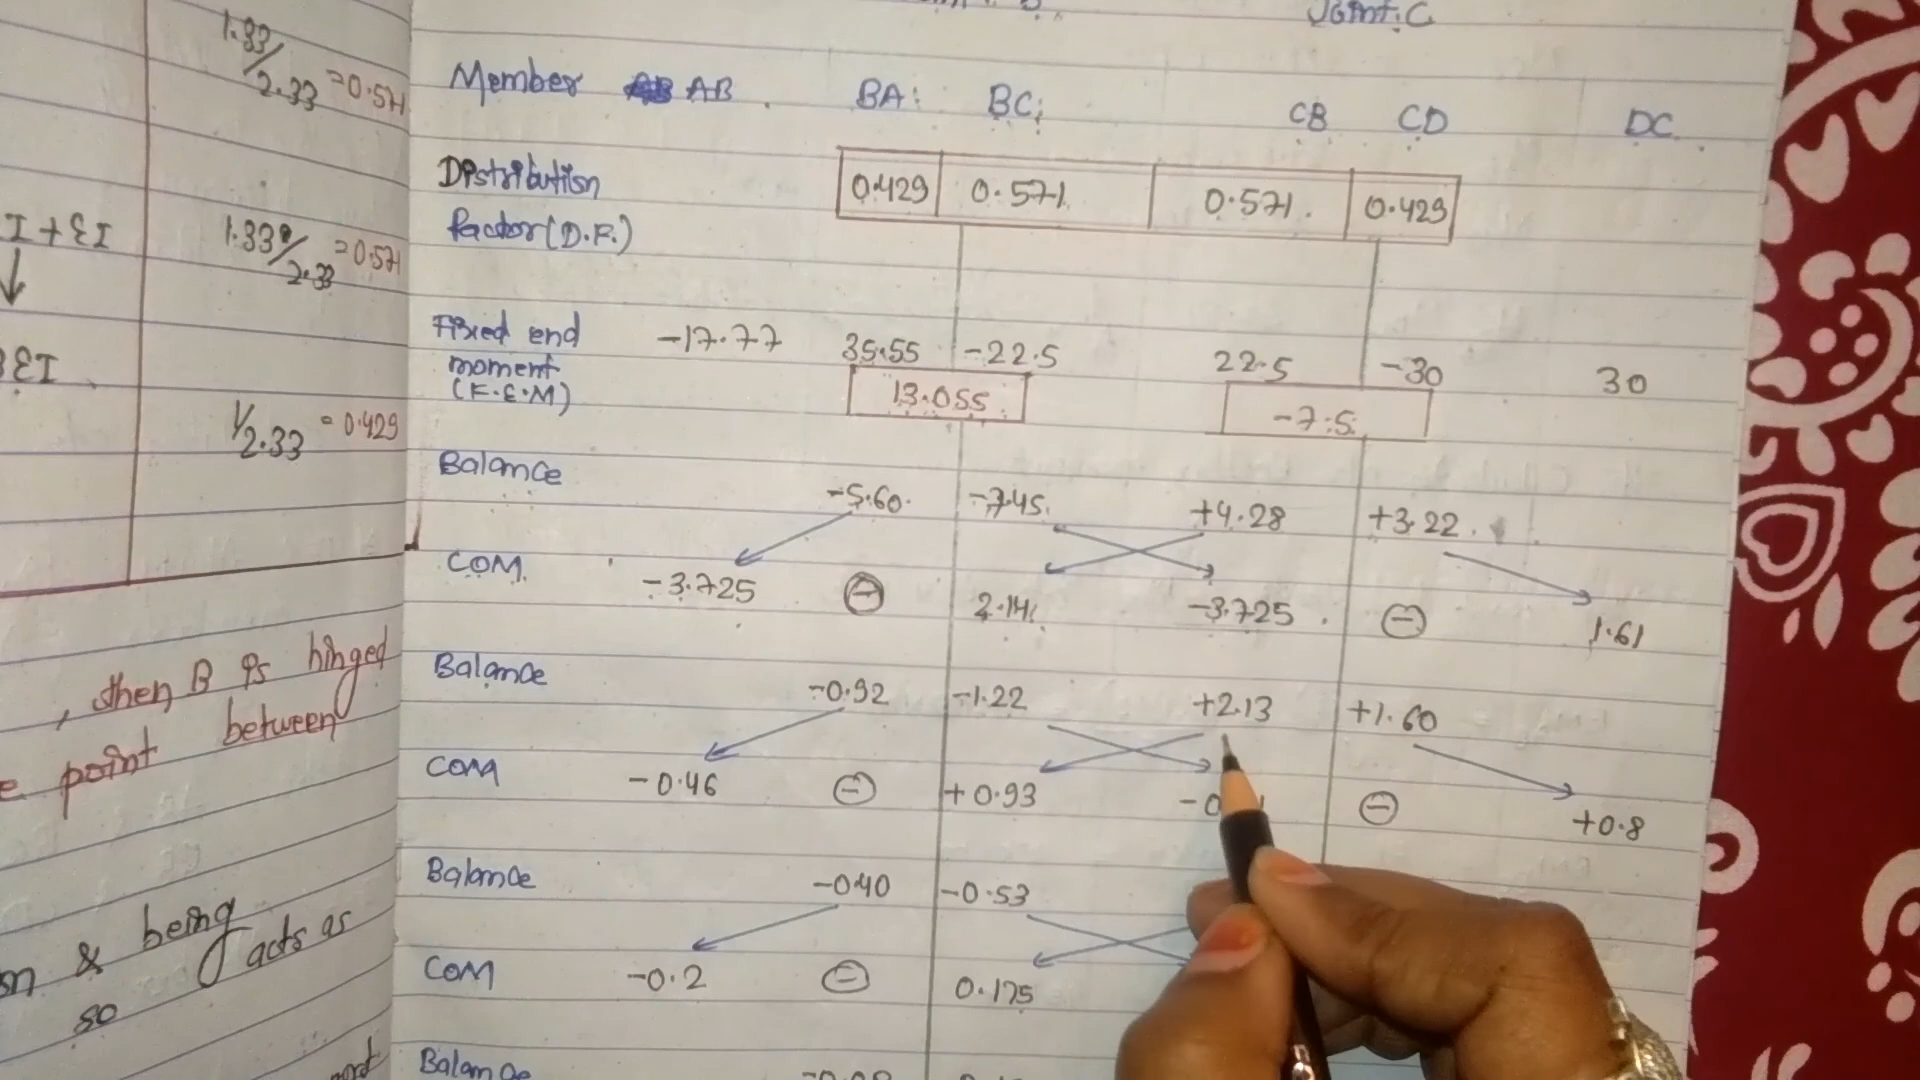 Joint: C
Member AB BA: BC: CB CD DC
Distribution
factor (D.F.)
0.429 0.571 0.571 0.429
Fixed end
moment
(F.E.M)
-17.77 35.55 -22.5 22.5 -30 30
13.055 -7.5
Balance
-5.60 -7.45 +4.28 +3.22
COM
-3.725 2.14 -3.725 1.61
Balance
-0.92 -1.22 +2.13 +1.60
COM
-0.46 +0.93 +0.8
Balance
-0.40 -0.53
COM
-0.2 0.175
Balance
1.33/2.33 =0.571
1.33/2.33 =0.571
1/2.33 =0.429
, then B is hinged
point between
& being
acts as
so